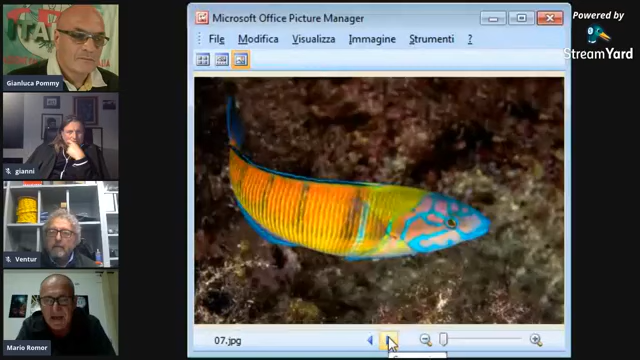 Microsoft Office Picture Manager
File Modifica Visualizza Immagine Strumenti ?
Powered by
StreamYard
Gianluca Pommy
gianni
Ventur
Mario Romor
07.jpg